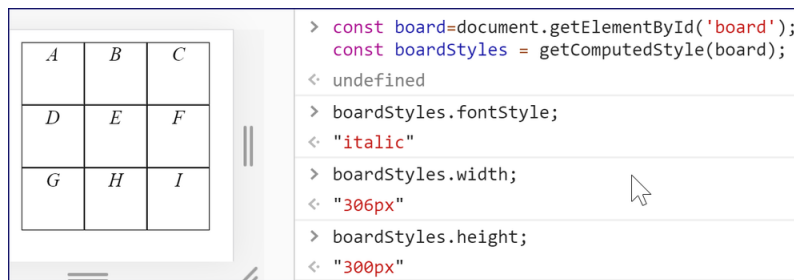 A B C
D E F
G H I
> const board=document.getElementById('board');
const boardStyles = getComputedStyle(board);
<· undefined
> boardStyles.fontStyle;
<· "italic"
> boardStyles.width;
<· "306px"
> boardStyles.height;
<· "300px"